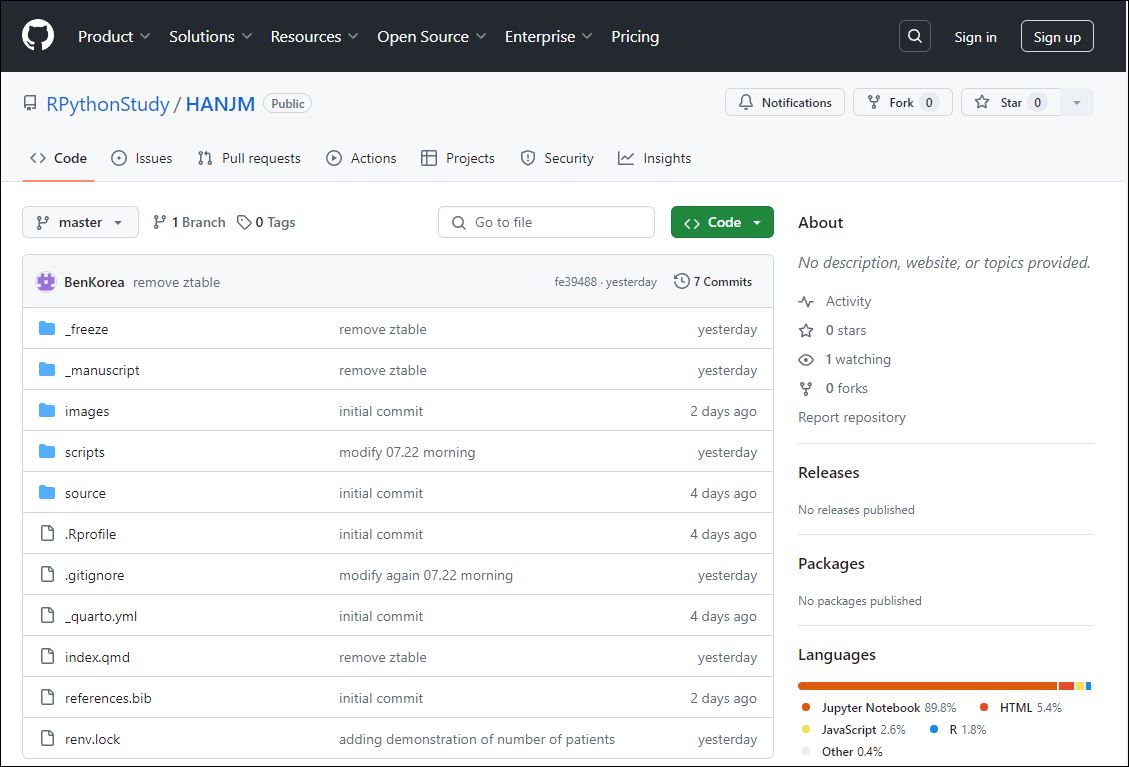 Product Solutions Resources Open Source Enterprise Pricing Sign in Sign up
RPythonStudy / HANJM Public Notifications Fork 0 Star 0
Code Issues Pull requests Actions Projects Security Insights
master 1 Branch 0 Tags Go to file Code
BenKorea remove ztable fe39488 · yesterday 7 Commits
_freeze remove ztable yesterday
_manuscript remove ztable yesterday
images initial commit 2 days ago
scripts modify 07.22 morning yesterday
source initial commit 4 days ago
.Rprofile initial commit 4 days ago
.gitignore modify again 07.22 morning yesterday
_quarto.yml initial commit 4 days ago
index.qmd remove ztable yesterday
references.bib initial commit 2 days ago
renv.lock adding demonstration of number of patients yesterday
About
No description, website, or topics provided.
Activity
0 stars
1 watching
0 forks
Report repository
Releases
No releases published
Packages
No packages published
Languages
Jupyter Notebook 89.8% HTML 5.4%
JavaScript 2.6% R 1.8%
Other 0.4%